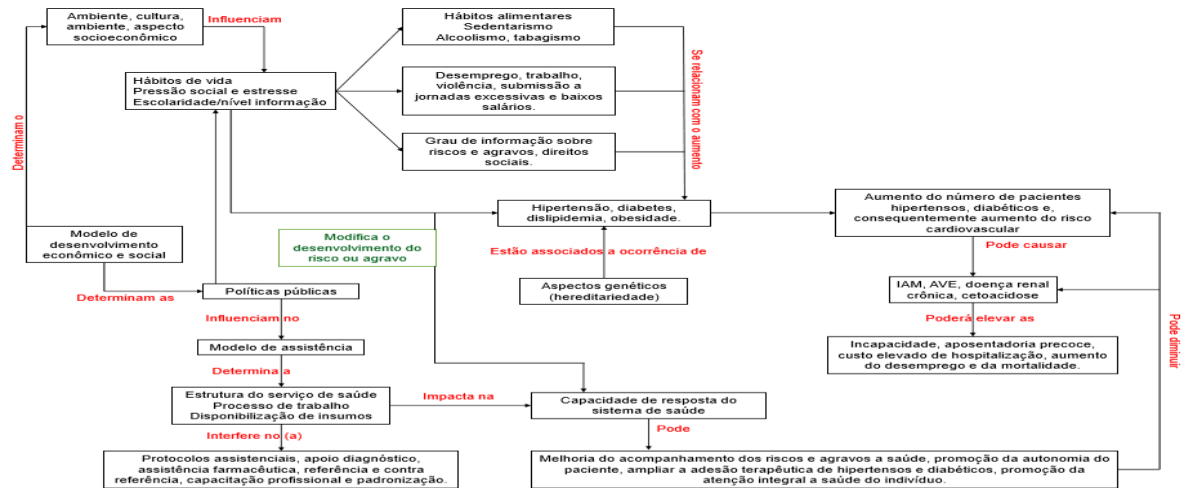 Ambiente, cultura,
ambiente, aspecto
socioeconômico
Influenciam
Hábitos alimentares
Sedentarismo
Alcoolismo, tabagismo
Hábitos de vida
Pressão social e estresse
Escolaridade/nível informação
Desemprego, trabalho,
violência, submissão a
jornadas excessivas e baixos
salários.
Grau de informação sobre
riscos e agravos, direitos
sociais.
Se relacionam com o aumento
Determinam o
Modelo de
desenvolvimento
econômico e social
Modifica o
desenvolvimento do
risco ou agravo
Hipertensão, diabetes,
dislipidemia, obesidade.
Aumento do número de pacientes
hipertensos, diabéticos e,
consequentemente aumento do risco
cardiovascular
Estão associados a ocorrência de
Pode causar
Aspectos genéticos
(hereditariedade)
IAM, AVE, doença renal
crônica, cetoacidose
Determinam as
Políticas públicas
Influenciam no
Poderá elevar as
Modelo de assistência
Incapacidade, aposentadoria precoce,
custo elevado de hospitalização, aumento
do desemprego e da mortalidade.
Pode diminuir
Determina a
Estrutura do serviço de saúde
Processo de trabalho
Disponibilização de insumos
Impacta na
Capacidade de resposta do
sistema de saúde
Interfere no (a)
Pode
Protocolos assistenciais, apoio diagnóstico,
assistência farmacêutica, referência e contra
referência, capacitação profissional e padronização.
Melhoria do acompanhamento dos riscos e agravos a saúde, promoção da autonomia do
paciente, ampliar a adesão terapêutica de hipertensos e diabéticos, promoção da
atenção integral a saúde do indivíduo.